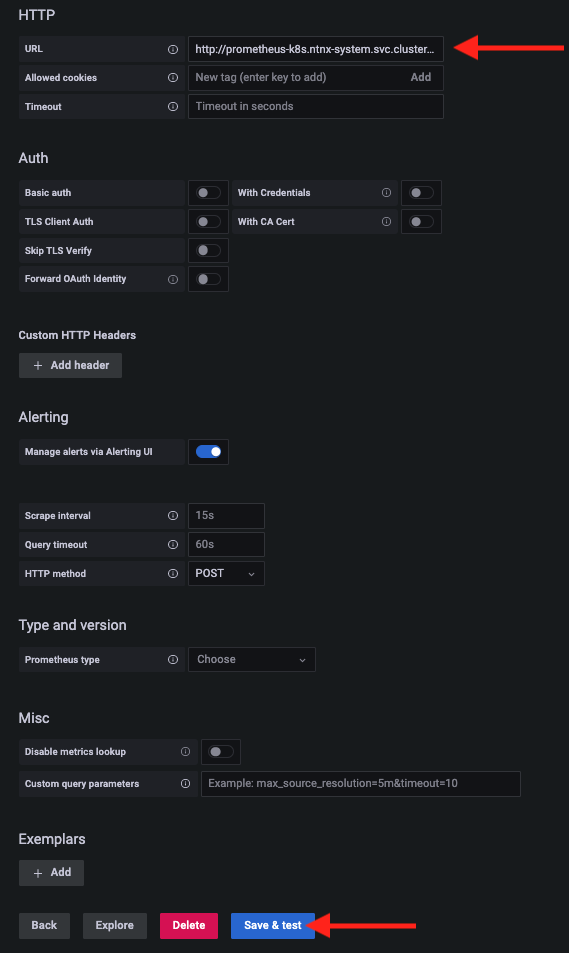 HTTP
URL http://prometheus-k8s.ntnx-system.svc.cluster...
Allowed cookies New tag (enter key to add) Add
Timeout Timeout in seconds
Auth
Basic auth With Credentials
TLS Client Auth With CA Cert
Skip TLS Verify
Forward OAuth Identity
Custom HTTP Headers
+ Add header
Alerting
Manage alerts via Alerting UI
Scrape interval 15s
Query timeout 60s
HTTP method POST
Type and version
Prometheus type Choose
Misc
Disable metrics lookup
Custom query parameters Example: max_source_resolution=5m&timeout=10
Exemplars
+ Add
Back Explore Delete Save & test